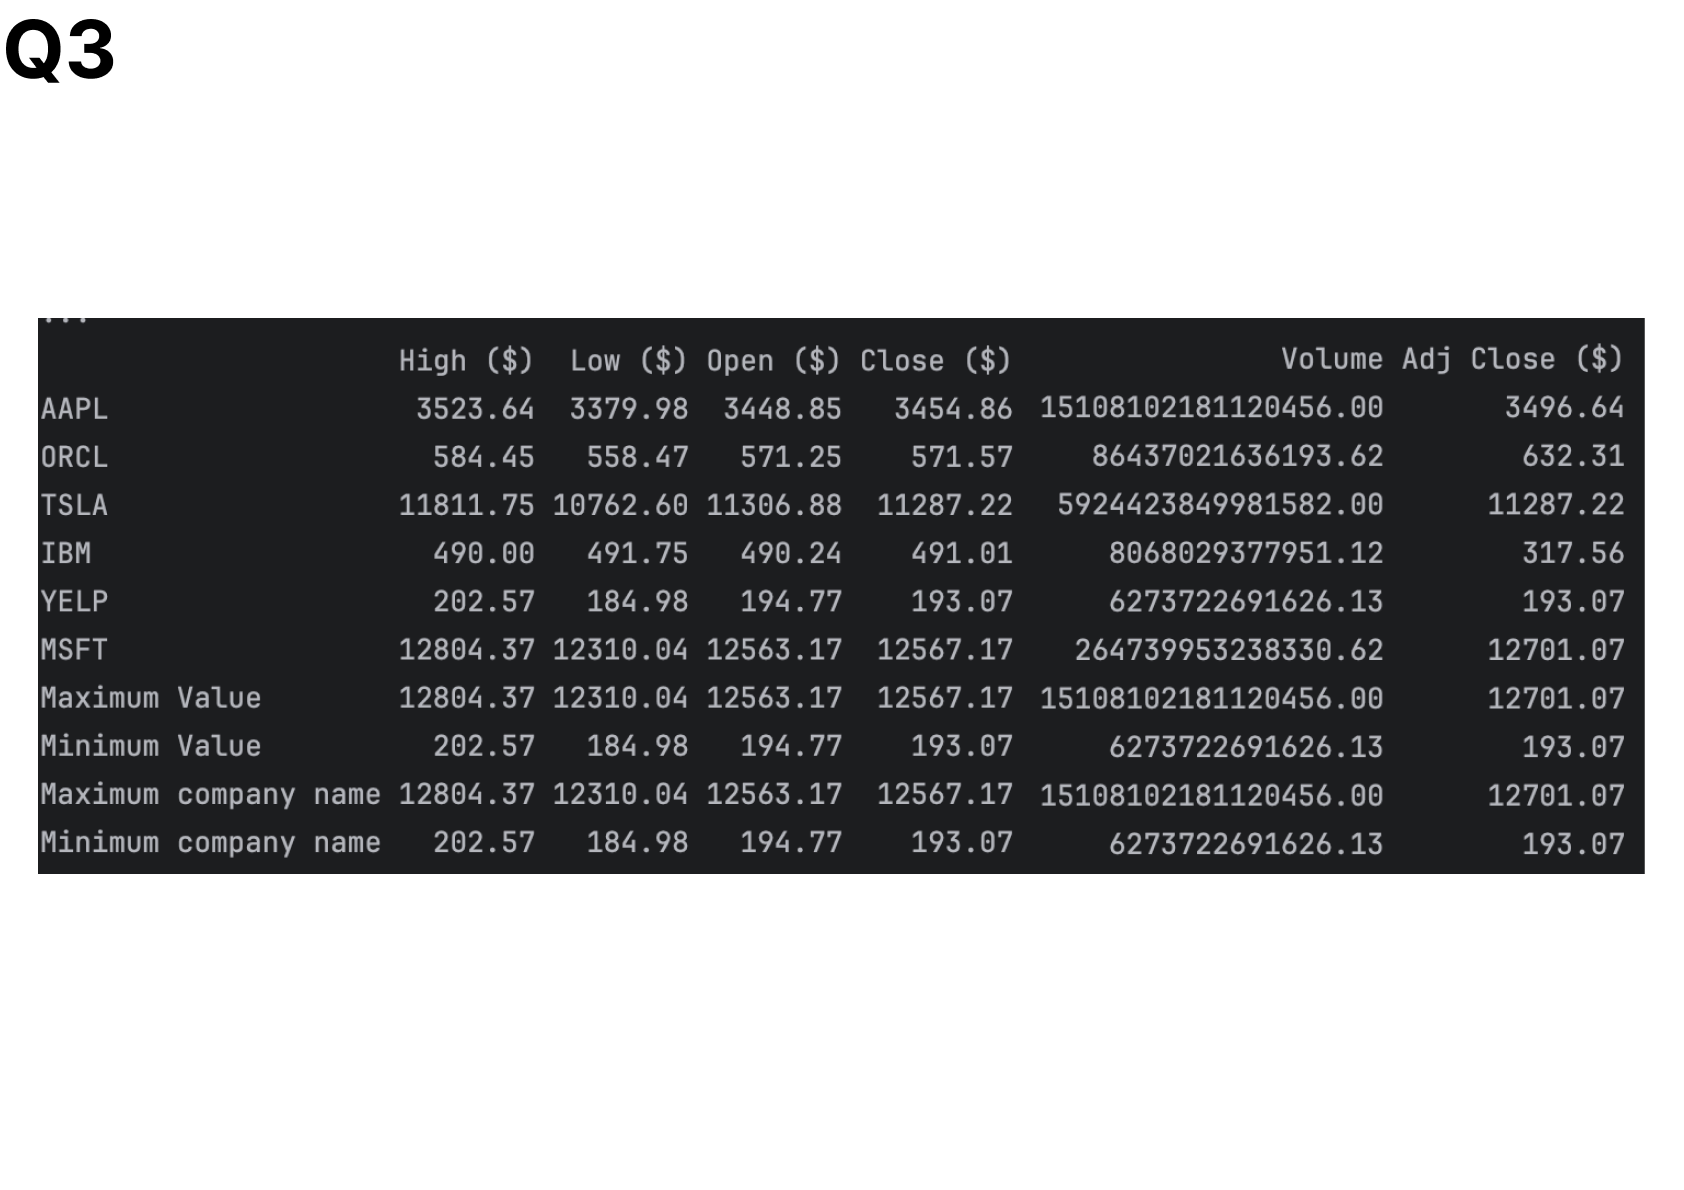 Q3
...
High ($) Low ($) Open ($) Close ($) Volume Adj Close ($)
AAPL 3523.64 3379.98 3448.85 3454.86 15108102181120456.00 3496.64
ORCL 584.45 558.47 571.25 571.57 86437021636193.62 632.31
TSLA 11811.75 10762.60 11306.88 11287.22 5924423849981582.00 11287.22
IBM 490.00 491.75 490.24 491.01 8068029377951.12 317.56
YELP 202.57 184.98 194.77 193.07 6273722691626.13 193.07
MSFT 12804.37 12310.04 12563.17 12567.17 264739953238330.62 12701.07
Maximum Value 12804.37 12310.04 12563.17 12567.17 15108102181120456.00 12701.07
Minimum Value 202.57 184.98 194.77 193.07 6273722691626.13 193.07
Maximum company name 12804.37 12310.04 12563.17 12567.17 15108102181120456.00 12701.07
Minimum company name 202.57 184.98 194.77 193.07 6273722691626.13 193.07